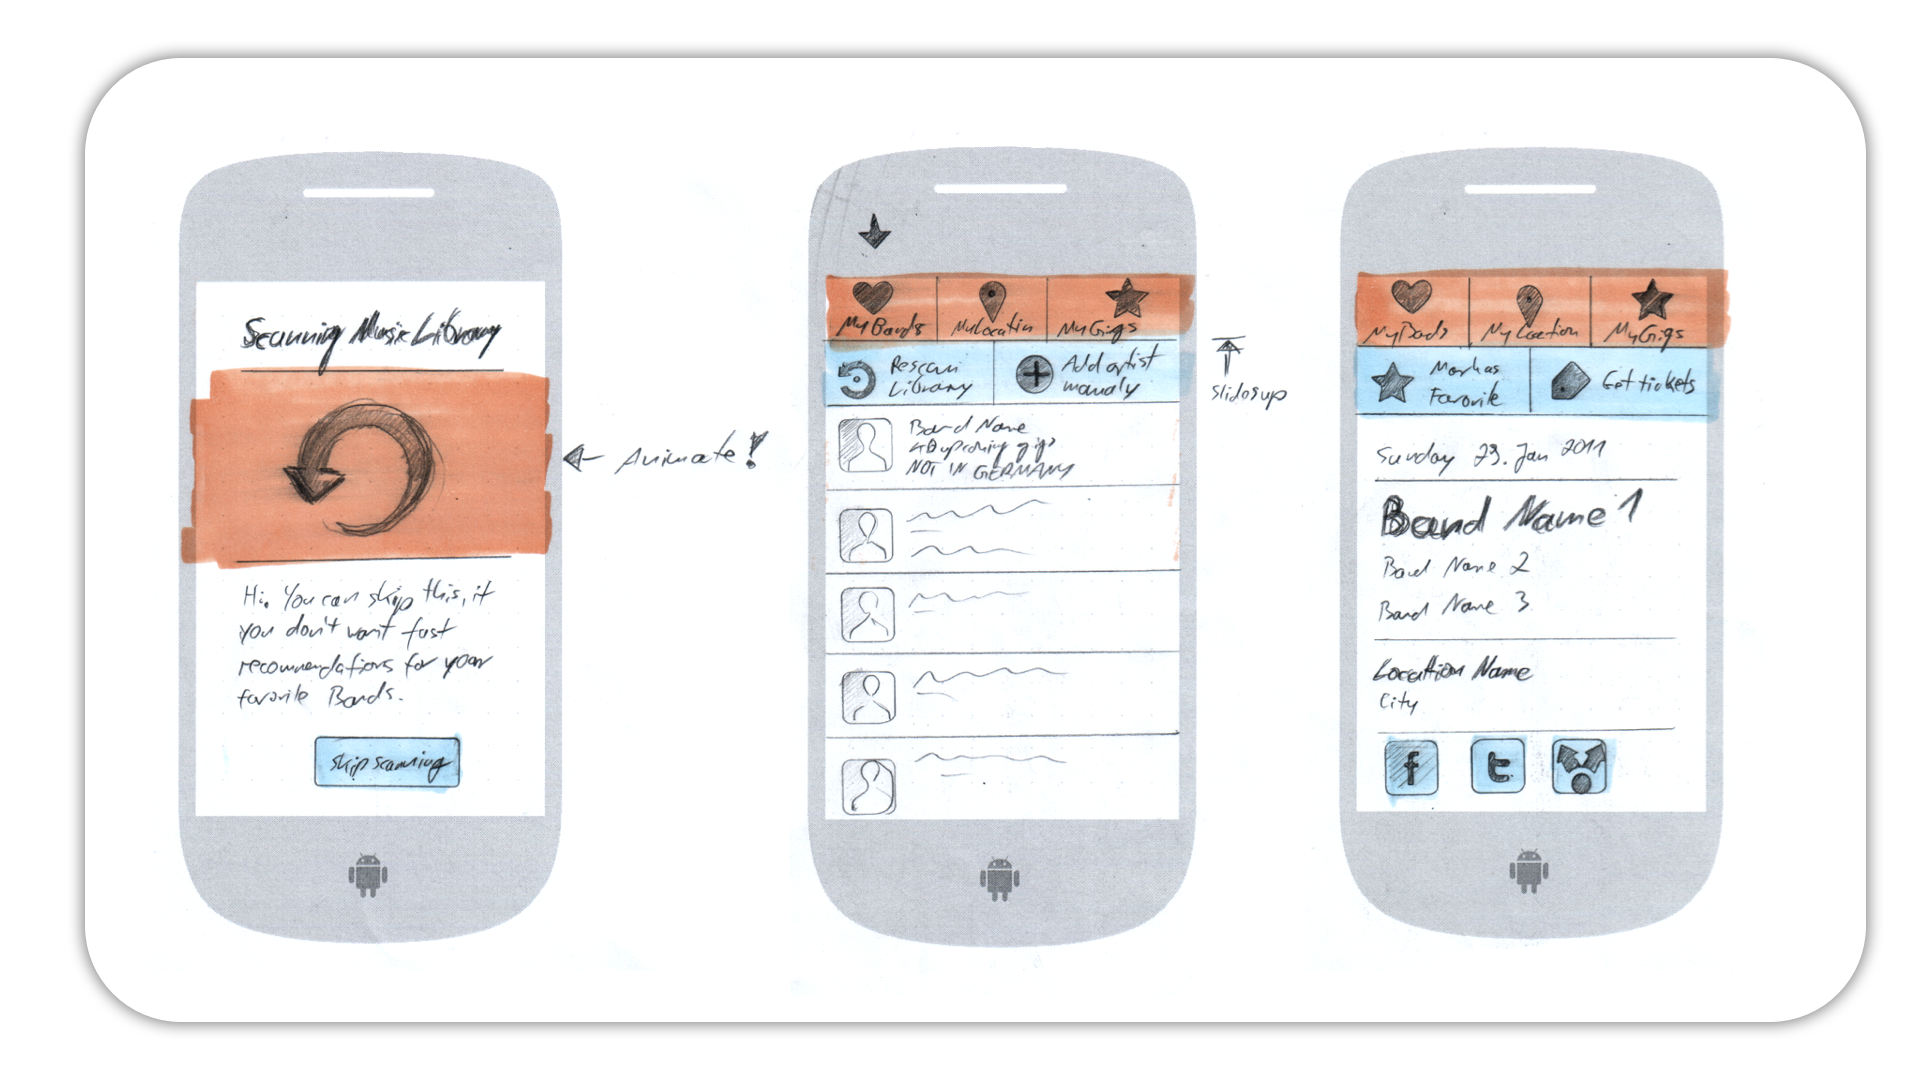 Scanning Music Library
Hi. You can skip this, if
you don't want fast
recommendations for your
favorite Bands.
skip scanning
Animate!
My Bands
My Location
My Gigs
Rescan
Library
Add artist
manualy
Band Name
upcoming gigs
NOT IN GERMANY
slides up
My Bands
My Location
My Gigs
Mark as
Favorite
Get tickets
Sunday 23. Jan 2011
Band Name 1
Band Name 2
Band Name 3
Location Name
City
f
t